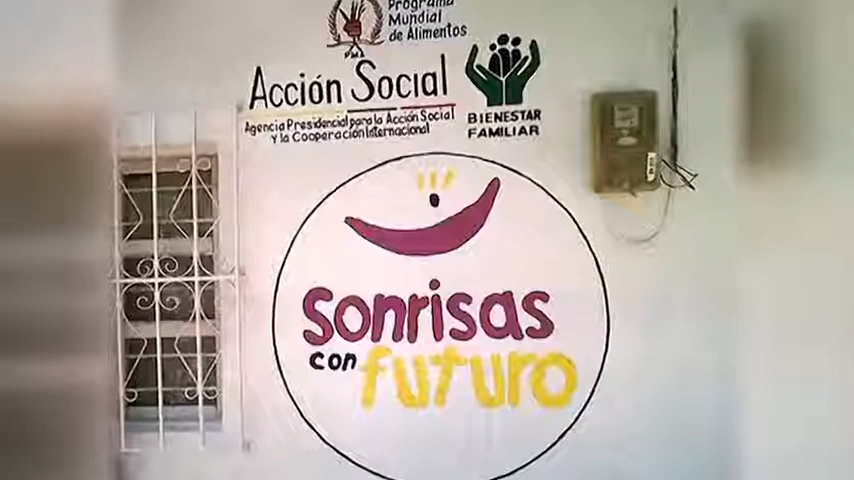 Programa
Mundial
de Alimentos
PMA
Acción Social
Agencia Presidencial para la Acción Social
y la Cooperación Internacional
BIENESTAR
FAMILIAR
Sonrisas
con futuro